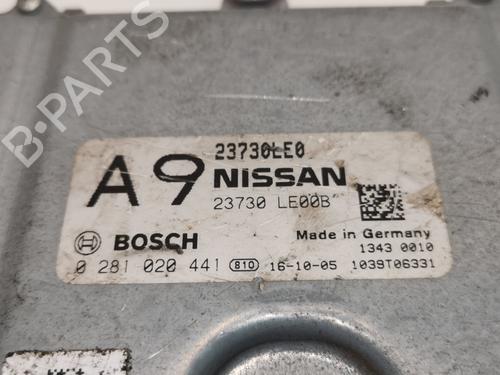 23730LE0
A9 NISSAN
23730 LE00B
BOSCH
Made in Germany
1343 0010
0 281 020 441 810 16-10-05 1039T06331
B-PARTS